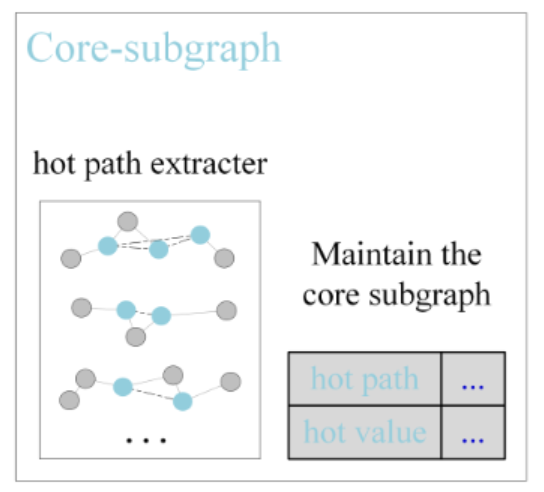 Core-subgraph
hot path extracter
...
Maintain the
core subgraph
hot path ...
hot value ...